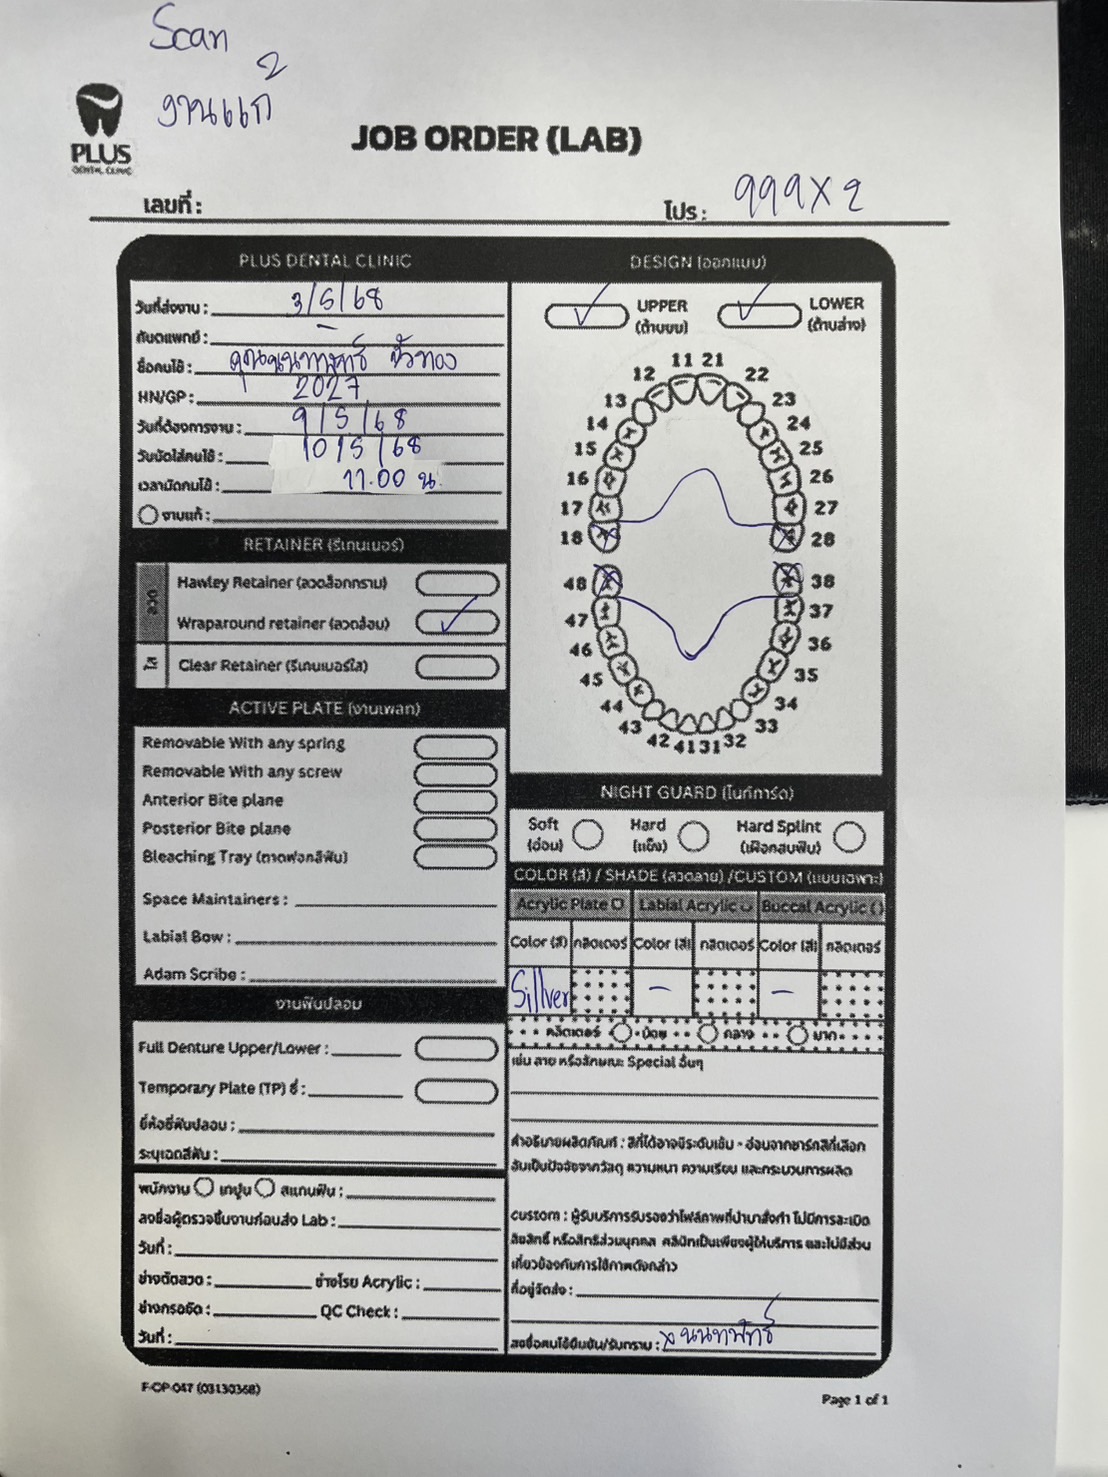 Scan
งานแก้ 2
PLUS
DENTAL CLINIC
JOB ORDER (LAB)
เลขที่ :
โปร : 999 x 2
PLUS DENTAL CLINIC
วันที่ส่งงาน : 3/5/68
ทันตแพทย์ : -
ชื่อคนไข้ :
HN/GP : 2027
วันที่ต้องการงาน : 9/5/68
วันนัดใส่คนไข้ : 10/5/68
เวลานัดคนไข้ : 11.00 น.
งานแก้ :
RETAINER (รีเทนเนอร์)
ลวด
Hawley Retainer (ลวดล็อกกราม)
Wraparound retainer (ลวดล้อม)
ใส
Clear Retainer (รีเทนเนอร์ใส)
ACTIVE PLATE (งานเพลท)
Removable With any spring
Removable With any screw
Anterior Bite plane
Posterior Bite plane
Bleaching Tray (ถาดฟอกสีฟัน)
Space Maintainers :
Labial Bow :
Adam Scribe :
งานฟันปลอม
Full Denture Upper/Lower :
Temporary Plate (TP) ซี่ :
ยี่ห้อซี่ฟันปลอม :
ระบุเฉดสีฟัน :
พนักงาน เทปูน สแกนฟัน :
ลงชื่อผู้ตรวจชิ้นงานก่อนส่ง Lab :
วันที่ :
ช่างดัดลวด : ช่างโรย Acrylic :
ช่างกรอขัด : QC Check :
วันที่ :
DESIGN (ออกแบบ)
UPPER
(ด้านบน)
LOWER
(ด้านล่าง)
11 21
12 22
13 23
14 24
15 25
16 26
17 27
18 28
48 38
47 37
46 36
45 35
44 34
43 33
42 41 31 32
NIGHT GUARD (ไนท์การ์ด)
Soft
(อ่อน)
Hard
(แข็ง)
Hard Splint
(เฝือกสบฟัน)
COLOR (สี) / SHADE (ลวดลาย) /CUSTOM (แบบเฉพาะ)
Acrylic Plate Labial Acrylic Buccal Acrylic
Color (สี) กลิตเตอร์ Color (สี) กลิตเตอร์ Color (สี) กลิตเตอร์
Sillver - -
กลิตเตอร์ น้อย กลาง มาก
เช่น ลาย หรือลักษณะ Special อื่นๆ
คำอธิบายผลิตภัณฑ์ : สีที่ได้อาจมีระดับเข้ม - อ่อนจากชาร์ทสีที่เลือก
อันเป็นปัจจัยจากวัสดุ ความหนา ความเรียบ และกระบวนการผลิต
custom : ผู้รับบริการรับรองว่าไฟล์ภาพที่นำมาสั่งทำ ไม่มีการละเมิด
ลิขสิทธิ์ หรือสิทธิส่วนบุคคล คลินิกเป็นเพียงผู้ให้บริการ และไม่มีส่วน
เกี่ยวข้องกับการใช้ภาพดังกล่าว
ที่อยู่จัดส่ง :
ลงชื่อคนไข้ยืนยัน/รับทราบ : x นนทพัทธ์
F-OP-047 (03130368)
Page 1 of 1